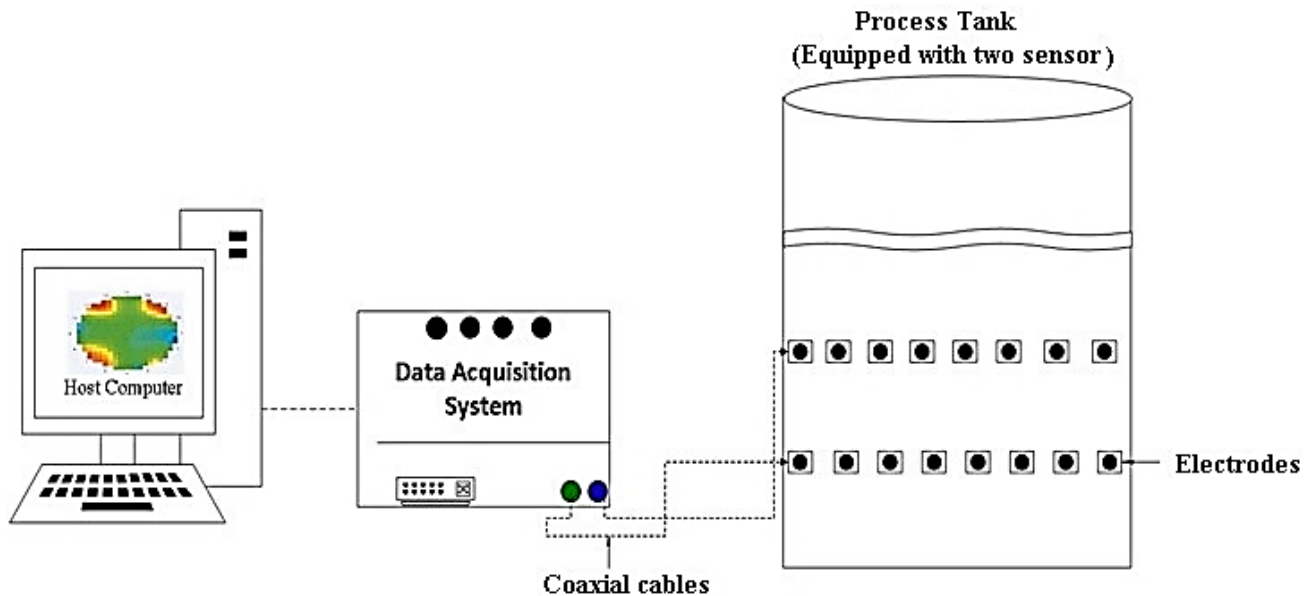 Process Tank
(Equipped with two sensor)
Host Computer
Data Acquisition
System
Electrodes
Coaxial cables